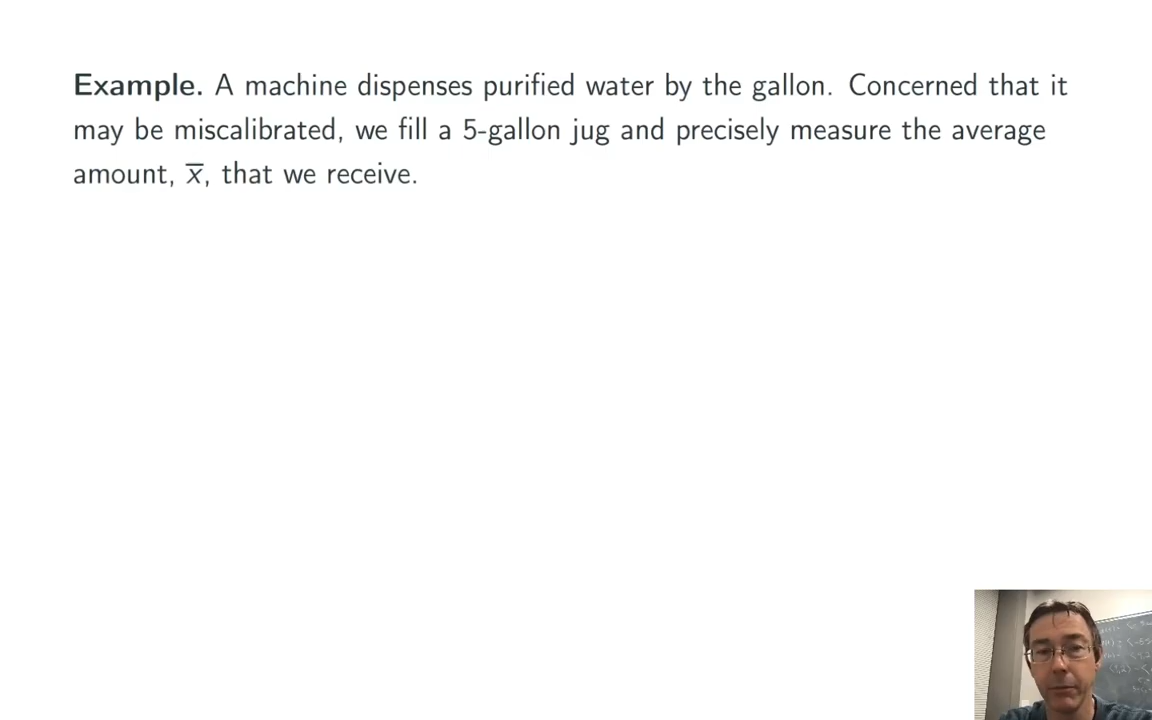 Example. A machine dispenses purified water by the gallon. Concerned that it
may be miscalibrated, we fill a 5-gallon jug and precisely measure the average
amount, x̅, that we receive.